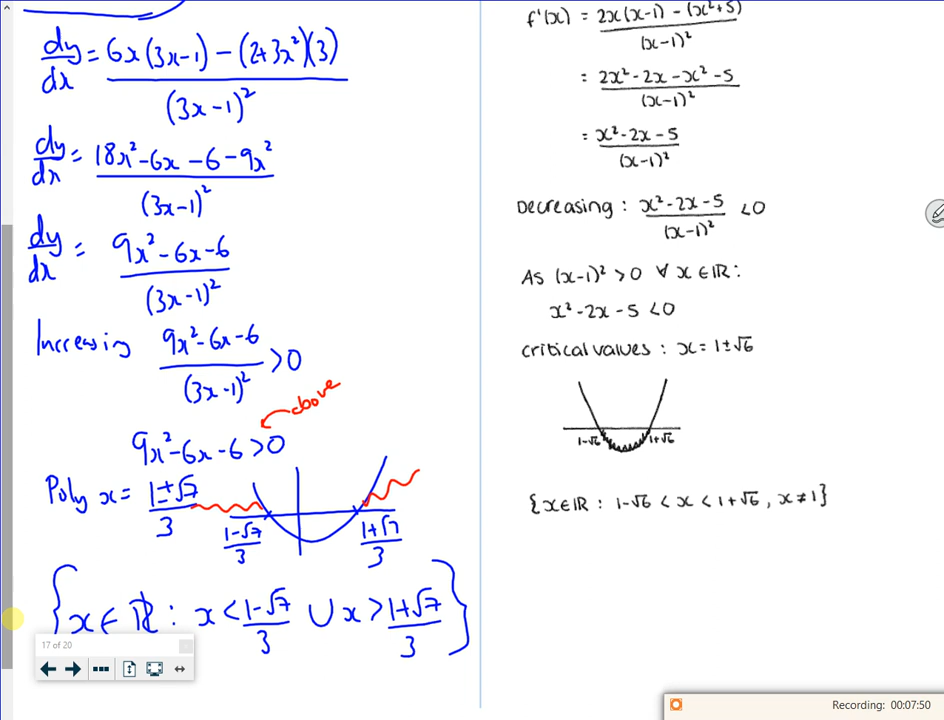 dy/dx = 6x(3x-1) - (2+3x²)(3) / (3x-1)²
dy/dx = 18x² - 6x - 6 - 9x² / (3x-1)²
dy/dx = 9x² - 6x - 6 / (3x-1)²
Increasing 9x² - 6x - 6 / (3x-1)² > 0
above
9x² - 6x - 6 > 0
Poly x = 1±√7 / 3
1-√7 / 3
1+√7 / 3
{x ∈ ℝ : x < 1-√7 / 3 ∪ x > 1+√7 / 3}
17 of 20
f'(x) = 2x(x-1) - (x²+5) / (x-1)²
= 2x² - 2x - x² - 5 / (x-1)²
= x² - 2x - 5 / (x-1)²
Decreasing : x² - 2x - 5 / (x-1)² < 0
As (x-1)² > 0 ∀ x ∈ ℝ :
x² - 2x - 5 < 0
critical values : x = 1±√6
1-√6 1+√6
{x ∈ ℝ : 1-√6 < x < 1+√6 , x ≠ 1}
Recording: 00:07:50